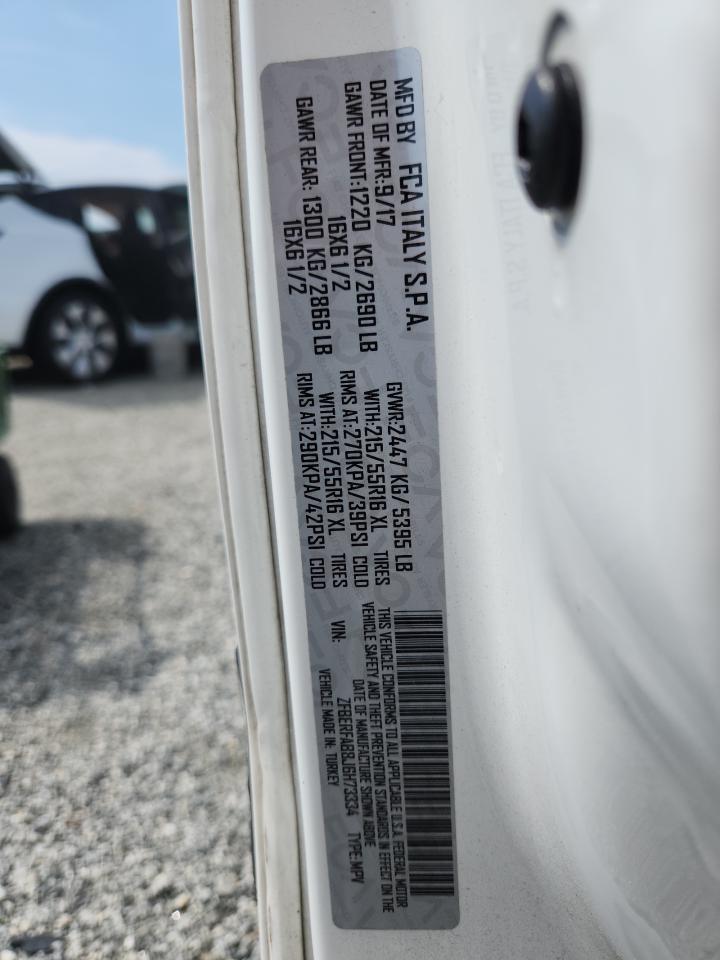 MFD BY FCA ITALY S.P.A.
DATE OF MFR:9/17 GVWR:2447 KG/5395 LB
GAWR FRONT:1220 KG/2690 LB WITH:215/55R16 XL TIRES
16X6 1/2 RIMS AT:270KPA/39PSI COLD
GAWR REAR: 1300 KG/2866 LB WITH:215/55R16 XL TIRES
16X6 1/2 RIMS AT:290KPA/42PSI COLD
THIS VEHICLE CONFORMS TO ALL APPLICABLE U.S.A. FEDERAL MOTOR
VEHICLE SAFETY AND THEFT PREVENTION STANDARDS IN EFFECT ON THE
DATE OF MANUFACTURE SHOWN ABOVE
VIN: ZFBERFAB8J6H73334 TYPE:MPV
VEHICLE MADE IN: TURKEY